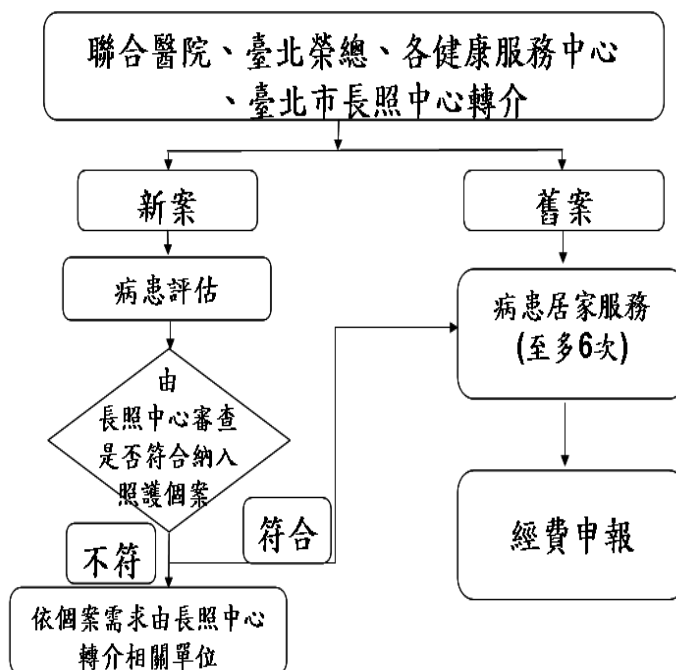 聯合醫院、臺北榮總、各健康服務中心
、臺北市長照中心轉介
新案
舊案
病患評估
病患居家服務
(至多6次)
由
長照中心審查
是否符合納入
照護個案
符合
不符
經費申報
依個案需求由長照中心
轉介相關單位